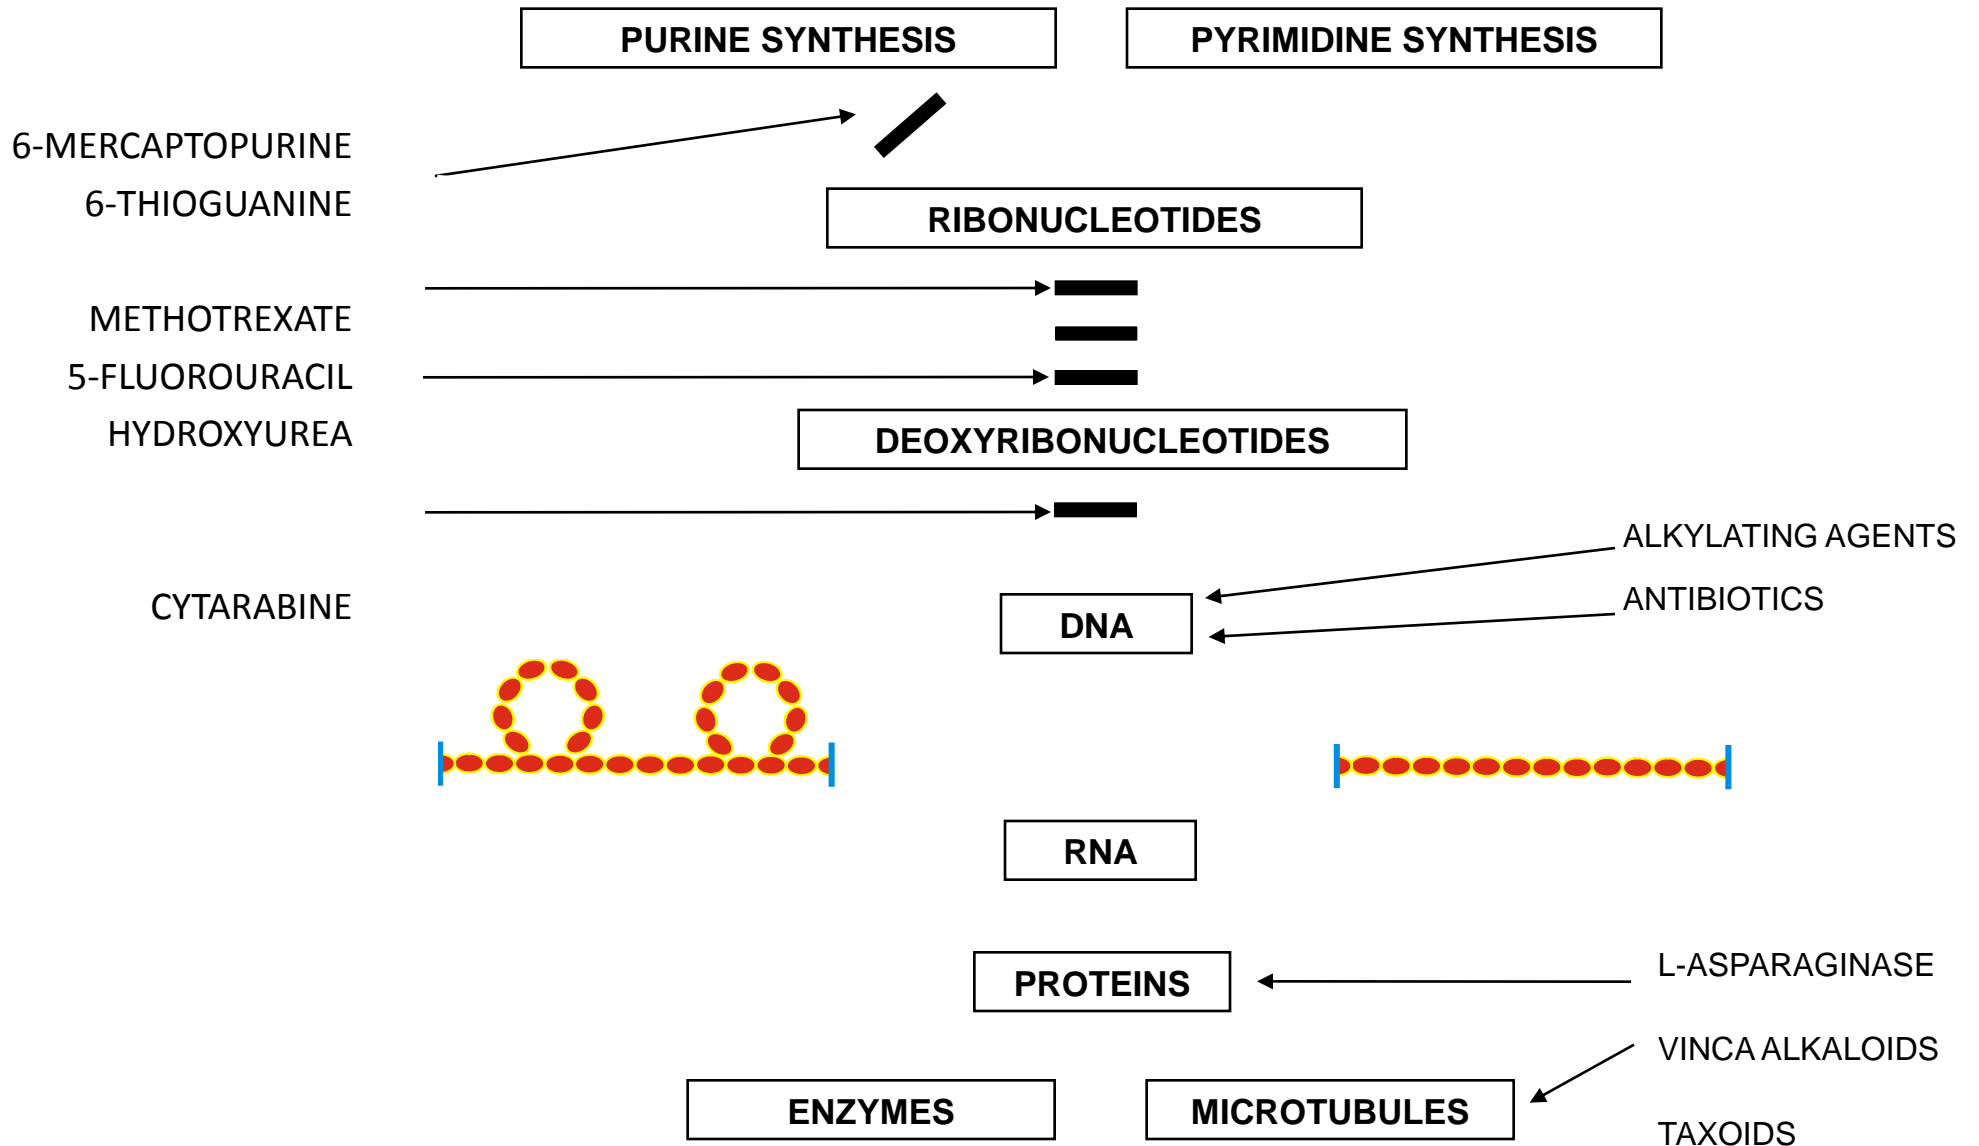 PURINE SYNTHESIS
PYRIMIDINE SYNTHESIS
6-MERCAPTOPURINE
6-THIOGUANINE
RIBONUCLEOTIDES
METHOTREXATE
5-FLUOROURACIL
HYDROXYUREA
DEOXYRIBONUCLEOTIDES
ALKYLATING AGENTS
ANTIBIOTICS
CYTARABINE
DNA
RNA
PROTEINS
L-ASPARAGINASE
VINCA ALKALOIDS
ENZYMES
MICROTUBULES
TAXOIDS